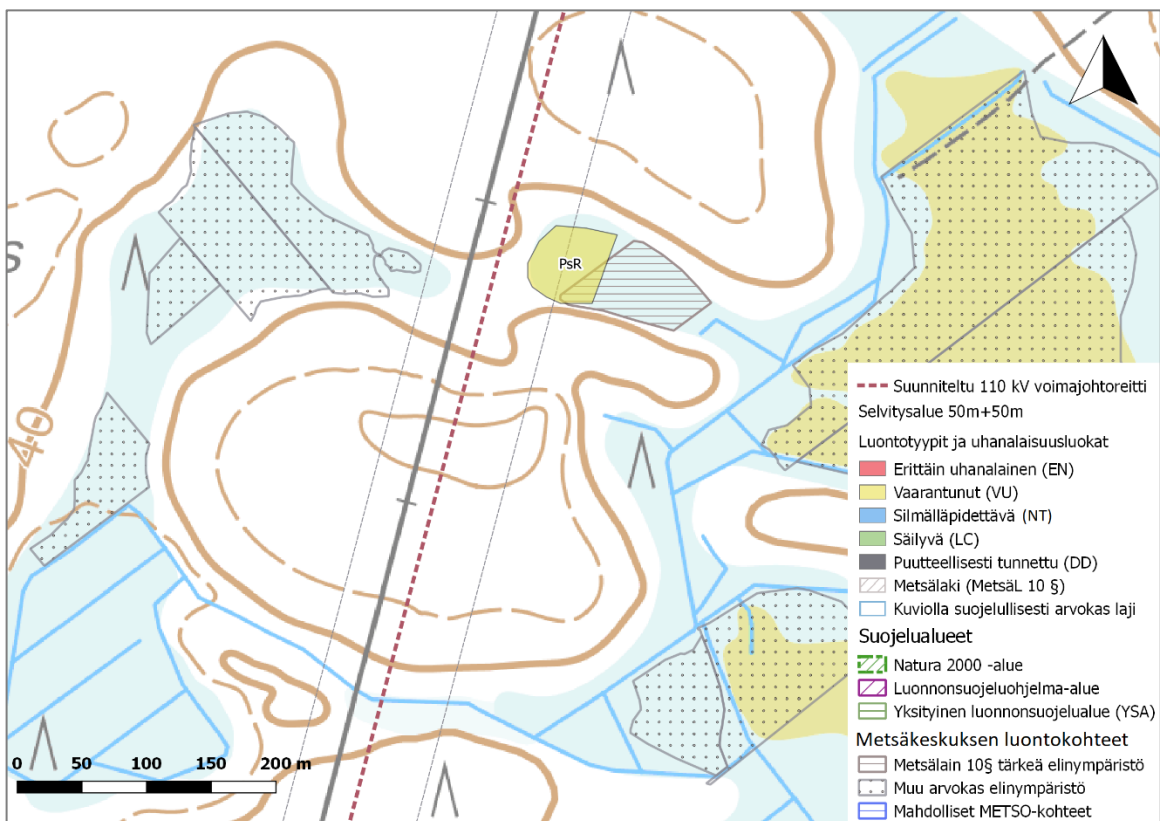 PsR
S
40
0 50 100 150 200 m
Suunniteltu 110 kV voimajohtoreitti
Selvitysalue 50m+50m
Luontotyypit ja uhanalaisuusluokat
Erittäin uhanalainen (EN)
Vaarantunut (VU)
Silmälläpidettävä (NT)
Säilyvä (LC)
Puutteellisesti tunnettu (DD)
Metsälaki (MetsäL 10 §)
Kuviolla suojelullisesti arvokas laji
Suojelualueet
Natura 2000 -alue
Luonnonsuojeluohjelma-alue
Yksityinen luonnonsuojelualue (YSA)
Metsäkeskuksen luontokohteet
Metsälain 10§ tärkeä elinympäristö
Muu arvokas elinympäristö
Mahdolliset METSO-kohteet